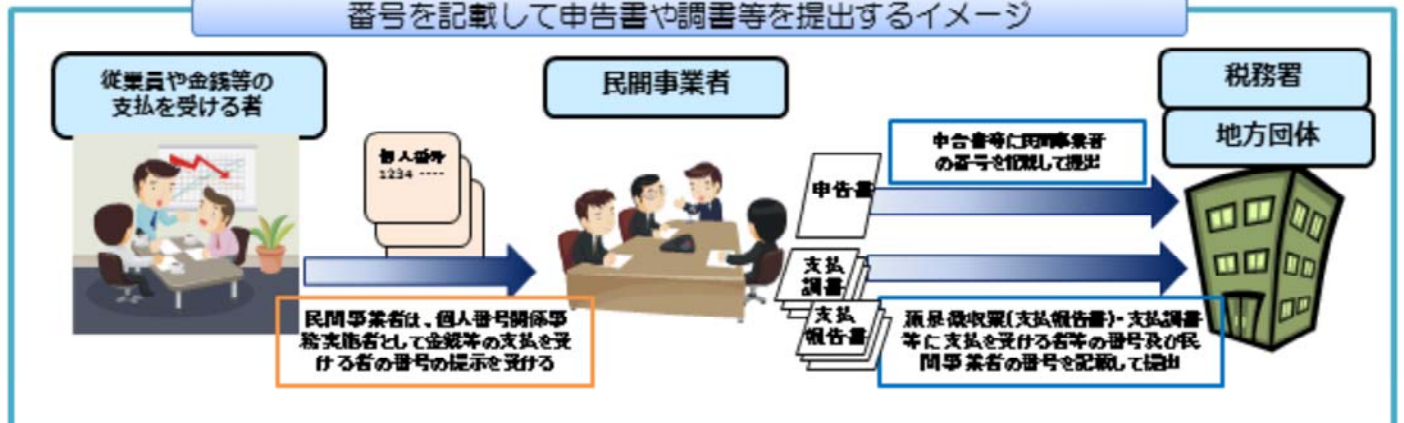 番号を記載して申告書や調書等を提出するイメージ
従業員や金銭等の
支払を受ける者
民間事業者
税務署
地方団体
個人番号
1234 ----
申告書等に民間事業者
の番号を記載して提出
申告書
支払
調書
支払
報告書
民間事業者は、個人番号関係事
務実施者として金銭等の支払を受
ける者の番号の提示を受ける
源泉徴収票(支払報告書)・支払調書
等に支払を受ける者等の番号及び民
間事業者の番号を記載して提出